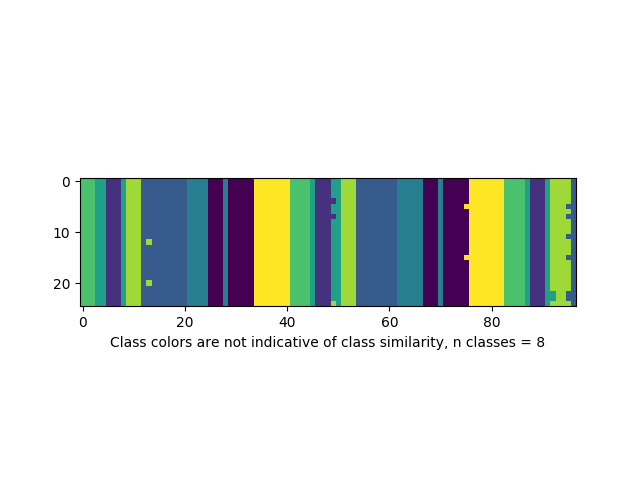 0
10
20
0 20 40 60 80
Class colors are not indicative of class similarity, n classes = 8